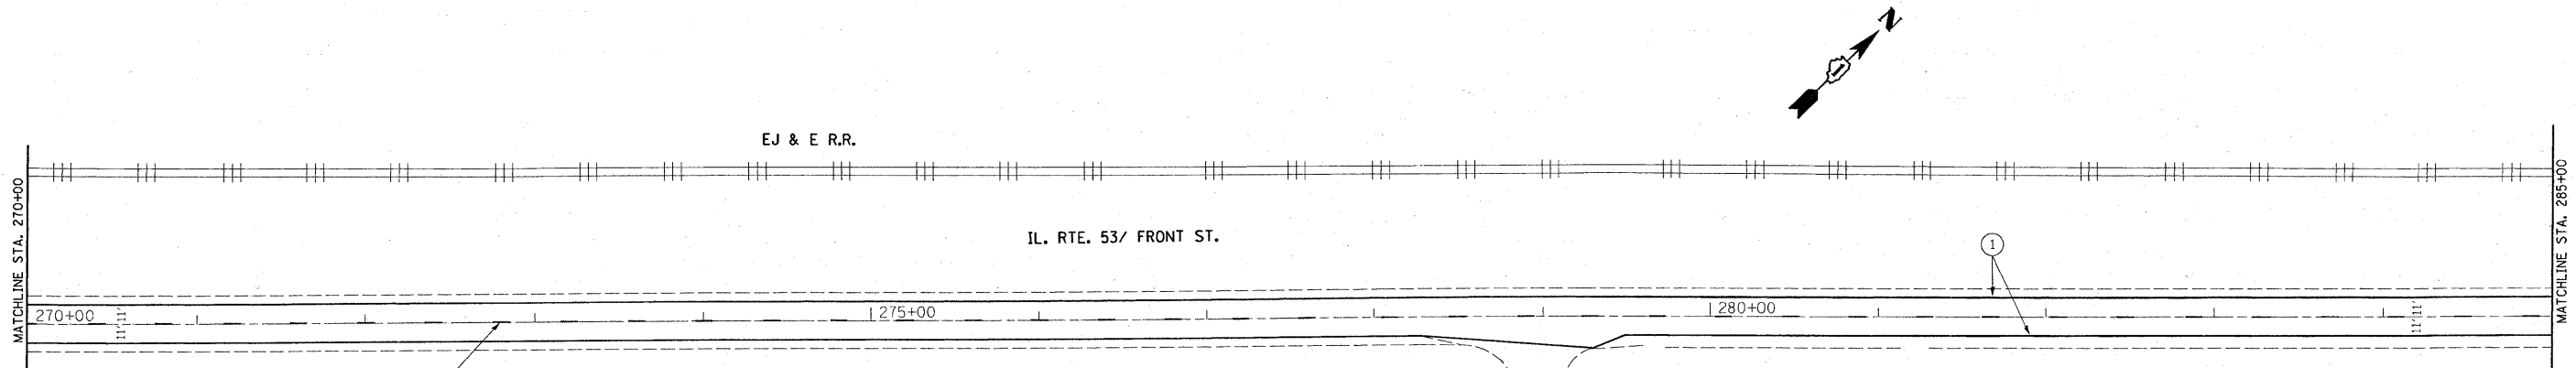 N
EJ & E R.R.
MATCHLINE STA. 270+00
MATCHLINE STA. 285+00
IL. RTE. 53/ FRONT ST.
1
270+00
11'
11'
275+00
280+00
11'
11'